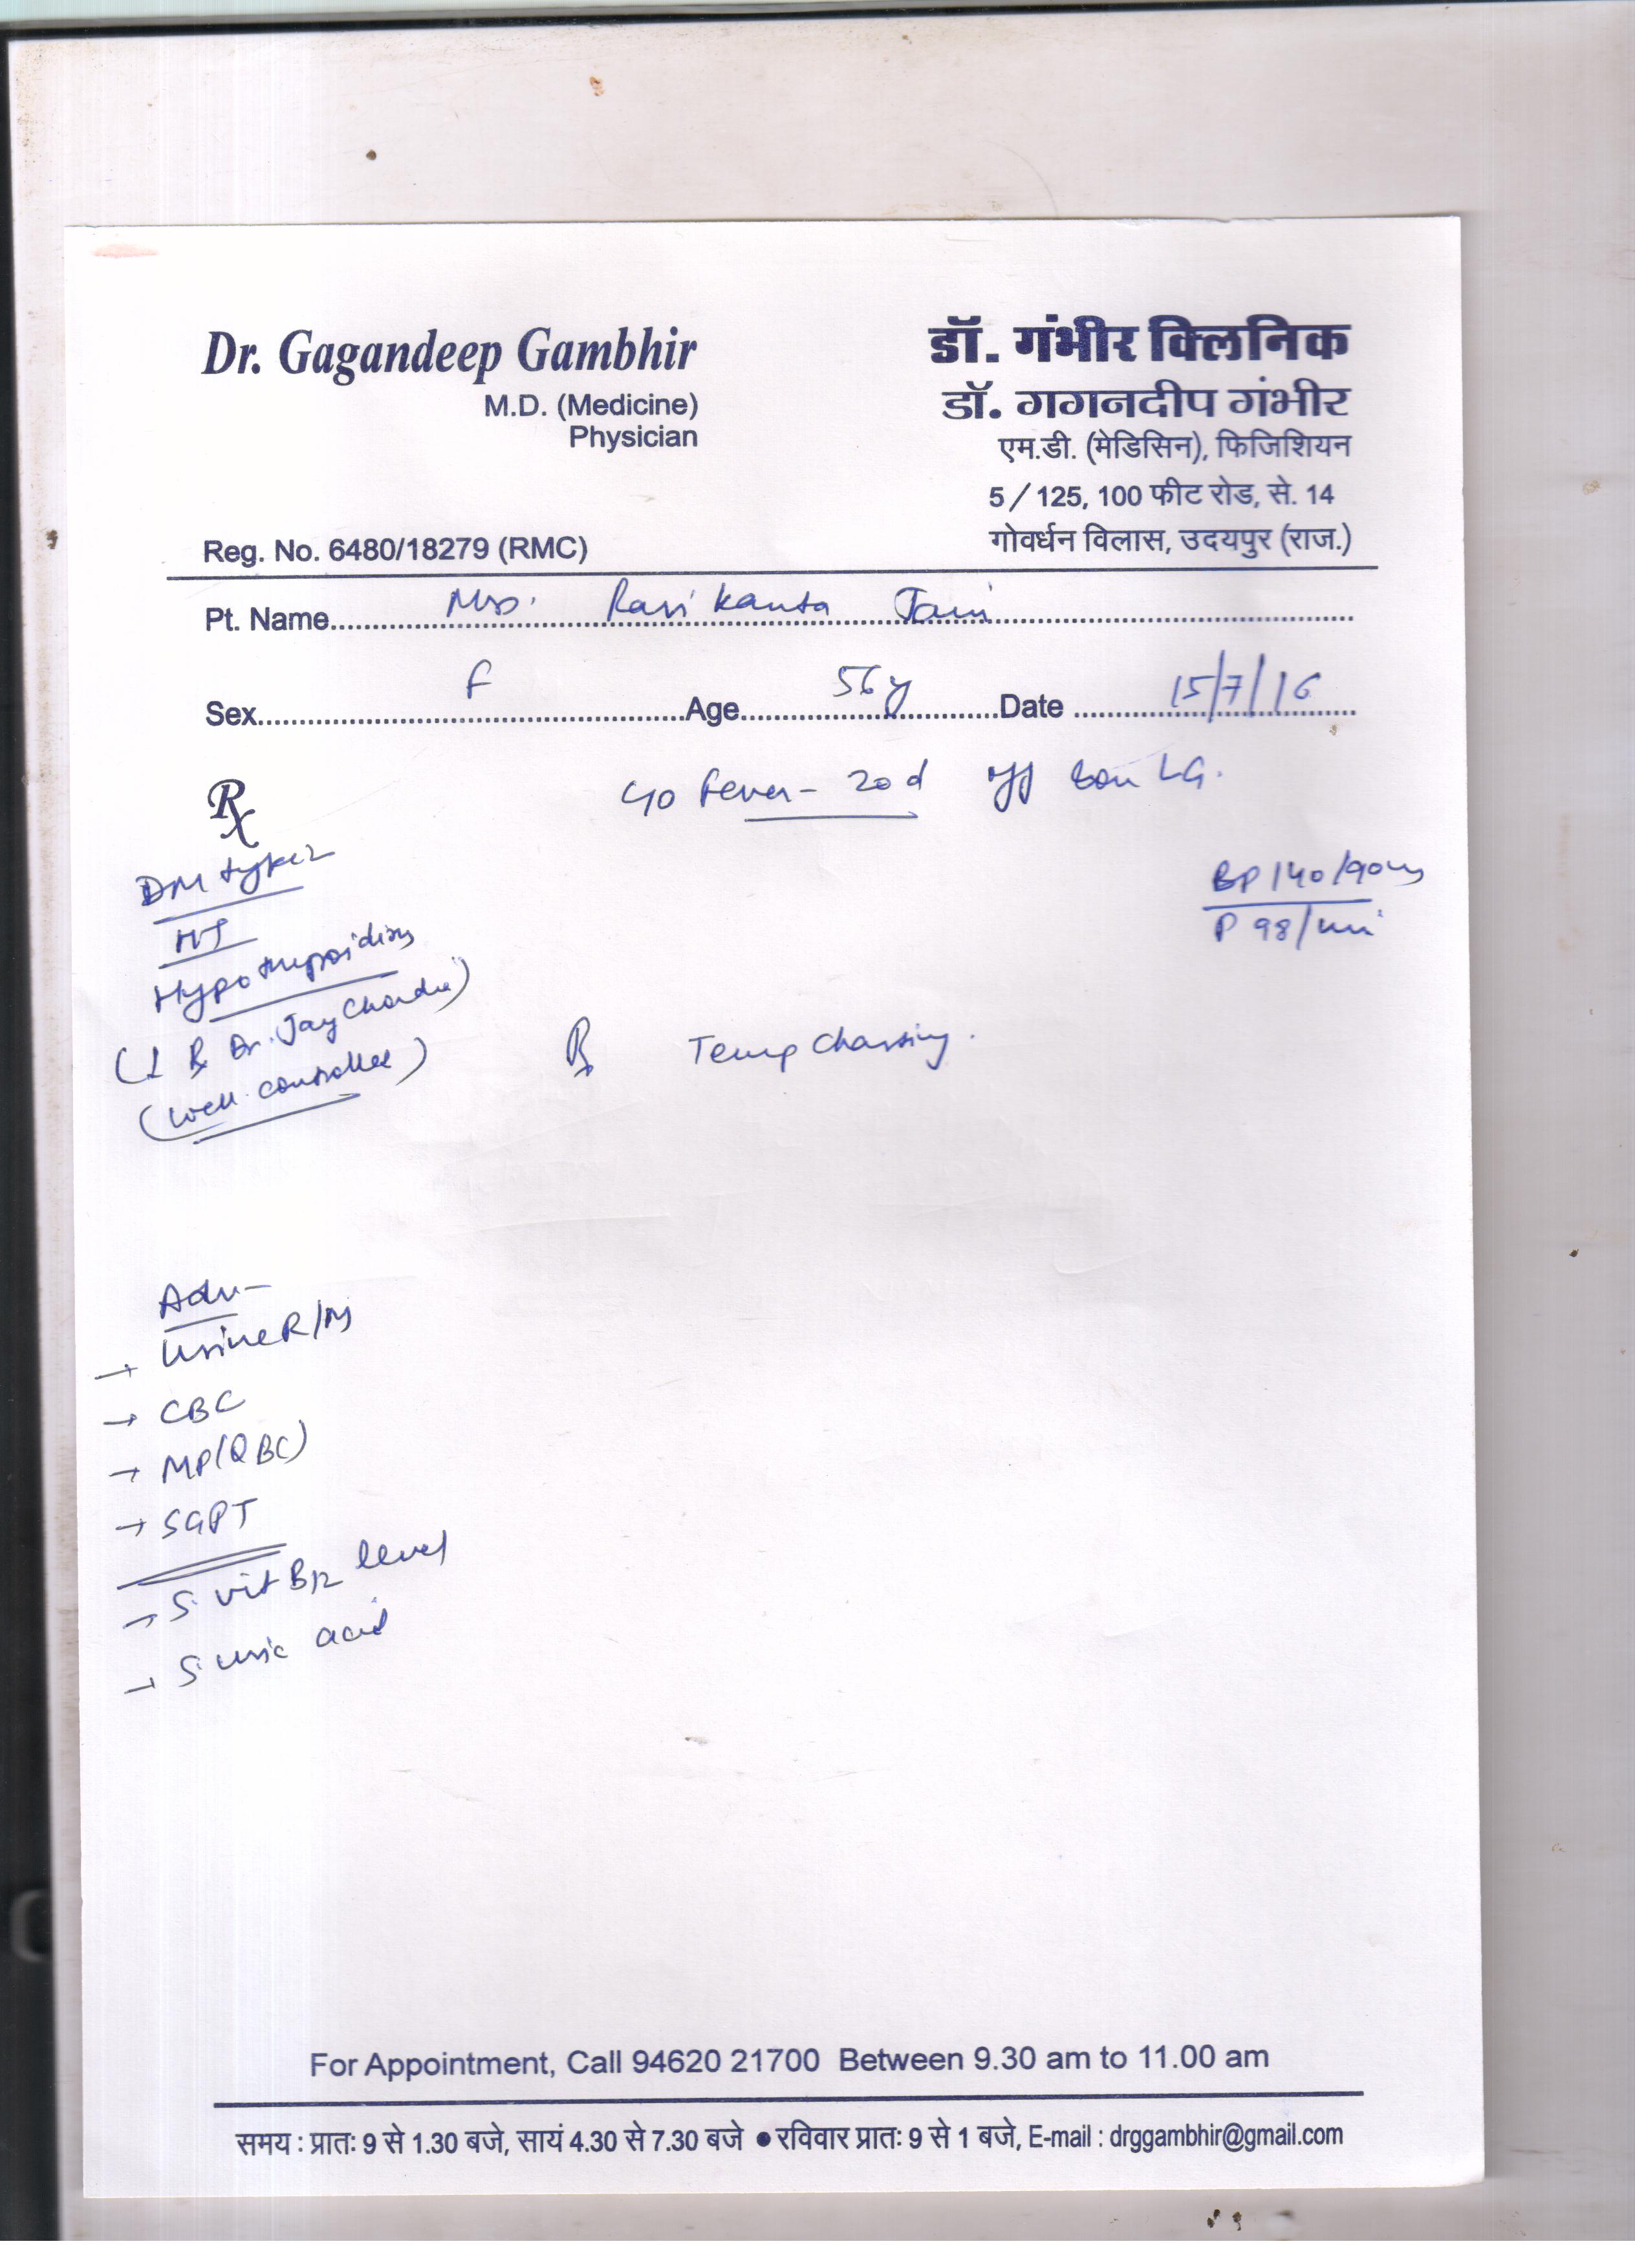 Dr. Gagandeep Gambhir
M.D. (Medicine)
Physician
Reg. No. 6480/18279 (RMC)
डॉ. गंभीर क्लिनिक
डॉ. गगनदीप गंभीर
एम.डी. (मेडिसिन), फिजिशियन
5/125, 100 फीट रोड, से. 14
गोवर्धन विलास, उदयपुर (राज.)
Pt. Name Mrs. Ravi Kanta Jain
Sex F Age 56y Date 15/7/16
Rx
c/o Fever - 20 d off
DM type 2
HT
Hypothyroidism
Dr. Jay Chordia)
(well controlled)
BP 140/90
P 98/min
Rx Temp Charting.
Adv-
→ Urine R/M
→ CBC
→ MP(QBC)
→ SGPT
→ S. vit B12 level
→ S. uric acid
For Appointment, Call 94620 21700 Between 9.30 am to 11.00 am
समय : प्रातः 9 से 1.30 बजे, सायं 4.30 से 7.30 बजे ● रविवार प्रातः 9 से 1 बजे, E-mail : drggambhir@gmail.com